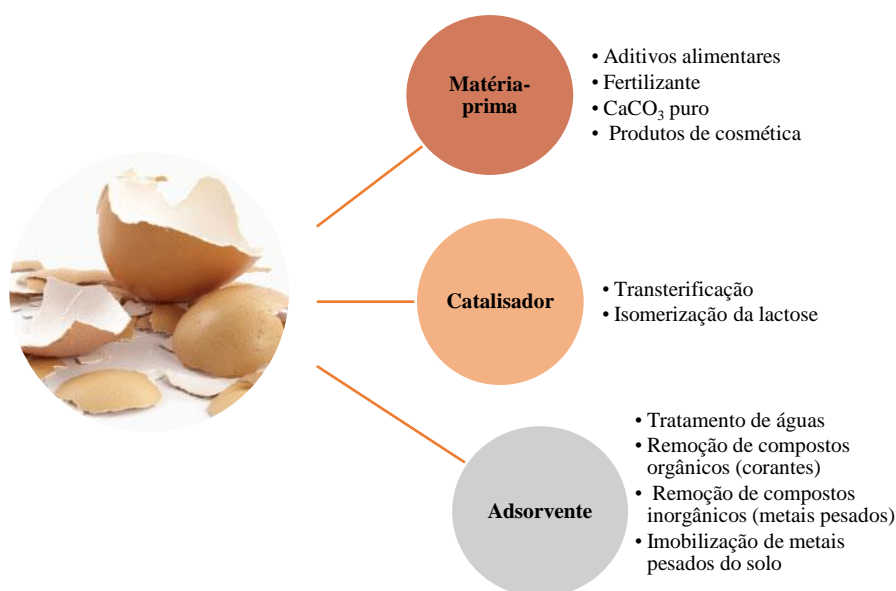 Matéria-
prima
• Aditivos alimentares
• Fertilizante
• CaCO₃ puro
• Produtos de cosmética
Catalisador
• Transterificação
• Isomerização da lactose
Adsorvente
• Tratamento de águas
• Remoção de compostos
orgânicos (corantes)
• Remoção de compostos
inorgânicos (metais pesados)
• Imobilização de metais
pesados do solo